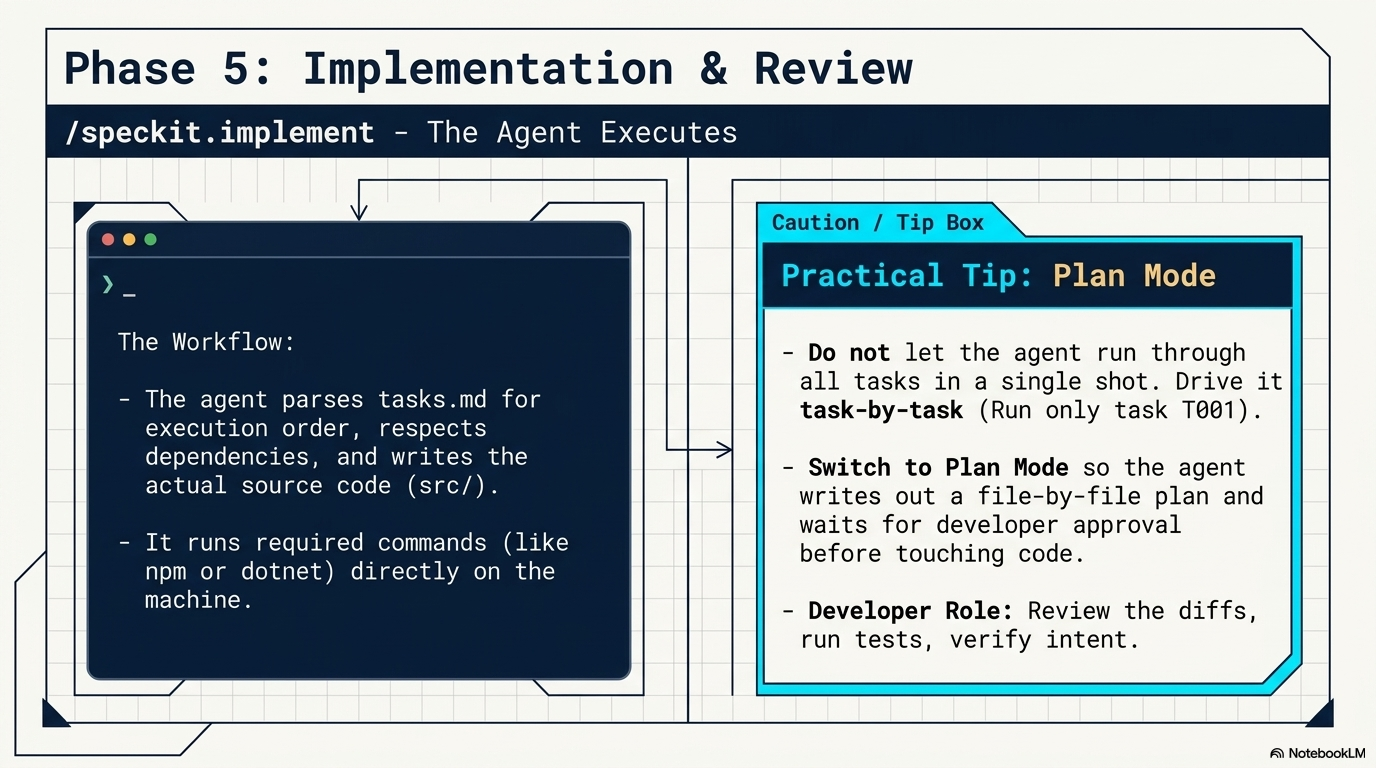 Phase 5: Implementation & Review
/speckit.implement - The Agent Executes
❯ _
The Workflow:
- The agent parses tasks.md for
execution order, respects
dependencies, and writes the
actual source code (src/).
- It runs required commands (like
npm or dotnet) directly on the
machine.
Caution / Tip Box
Practical Tip: Plan Mode
- Do not let the agent run through
all tasks in a single shot. Drive it
task-by-task (Run only task T001).
- Switch to Plan Mode so the agent
writes out a file-by-file plan and
waits for developer approval
before touching code.
- Developer Role: Review the diffs,
run tests, verify intent.
NotebookLM